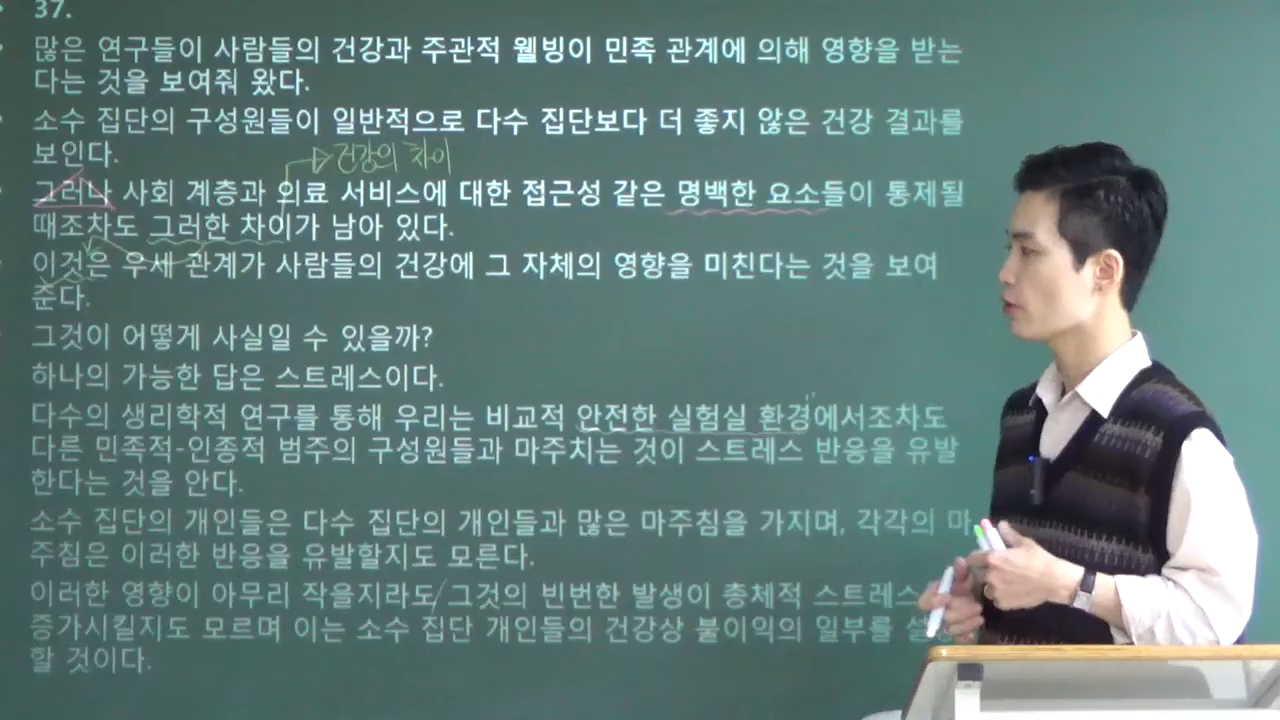 37.
많은 연구들이 사람들의 건강과 주관적 웰빙이 민족 관계에 의해 영향을 받는
다는 것을 보여줘 왔다.
소수 집단의 구성원들이 일반적으로 다수 집단보다 더 좋지 않은 건강 결과를
보인다.
건강의 차이
그러나 사회 계층과 의료 서비스에 대한 접근성 같은 명백한 요소들이 통제될
때조차도 그러한 차이가 남아 있다.
이것은 우세 관계가 사람들의 건강에 그 자체의 영향을 미친다는 것을 보여
준다.
그것이 어떻게 사실일 수 있을까?
하나의 가능한 답은 스트레스이다.
다수의 생리학적 연구를 통해 우리는 비교적 안전한 실험실 환경에서조차도
다른 민족적-인종적 범주의 구성원들과 마주치는 것이 스트레스 반응을 유발
한다는 것을 안다.
소수 집단의 개인들은 다수 집단의 개인들과 많은 마주침을 가지며, 각각의 마
주침은 이러한 반응을 유발할지도 모른다.
이러한 영향이 아무리 작을지라도 그것의 빈번한 발생이 총체적 스트레스
증가시킬지도 모르며 이는 소수 집단 개인들의 건강상 불이익의 일부를
할 것이다.